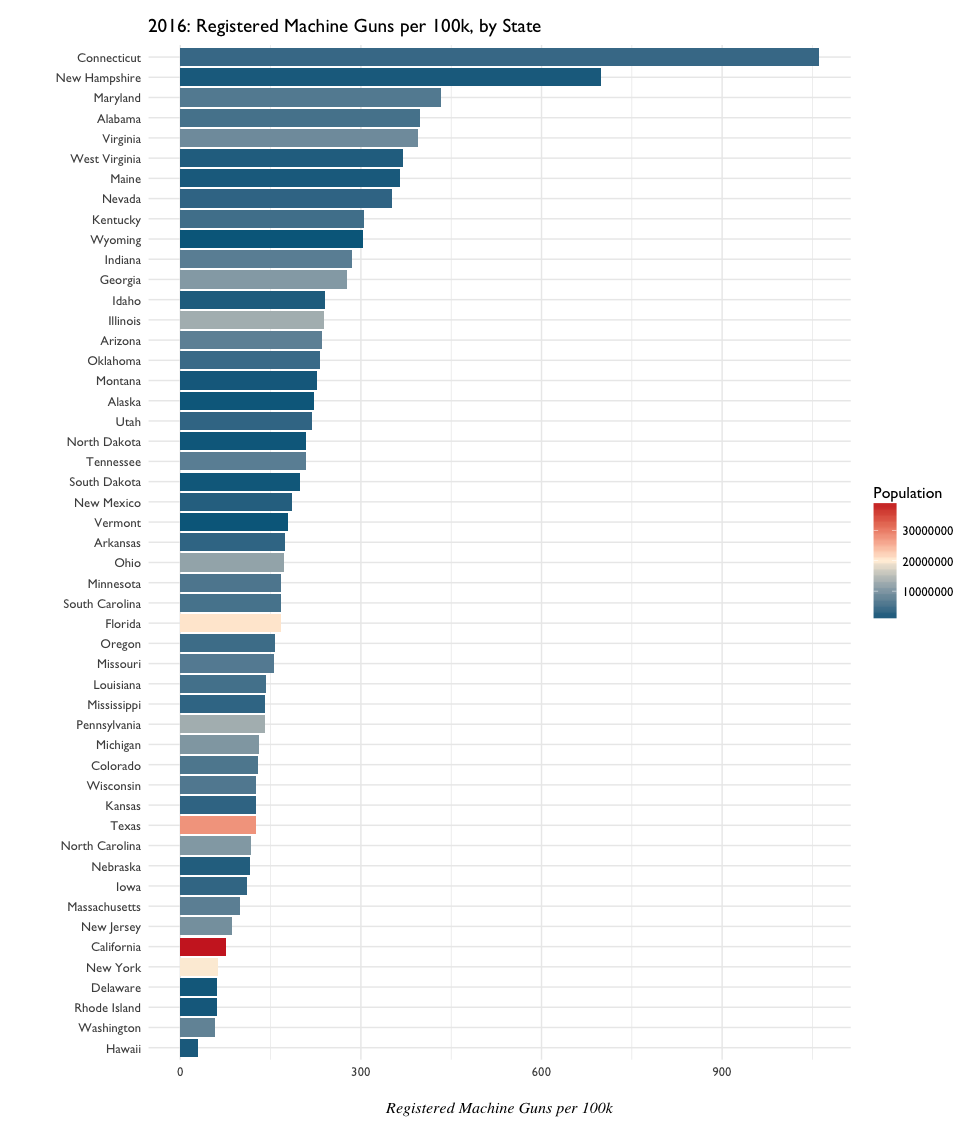 2016: Registered Machine Guns per 100k, by State
Connecticut
New Hampshire
Maryland
Alabama
Virginia
West Virginia
Maine
Nevada
Kentucky
Wyoming
Indiana
Georgia
Idaho
Illinois
Arizona
Oklahoma
Montana
Alaska
Utah
North Dakota
Tennessee
South Dakota
New Mexico
Vermont
Arkansas
Ohio
Minnesota
South Carolina
Florida
Oregon
Missouri
Louisiana
Mississippi
Pennsylvania
Michigan
Colorado
Wisconsin
Kansas
Texas
North Carolina
Nebraska
Iowa
Massachusetts
New Jersey
California
New York
Delaware
Rhode Island
Washington
Hawaii
0 300 600 900
Registered Machine Guns per 100k
Population
30000000
20000000
10000000